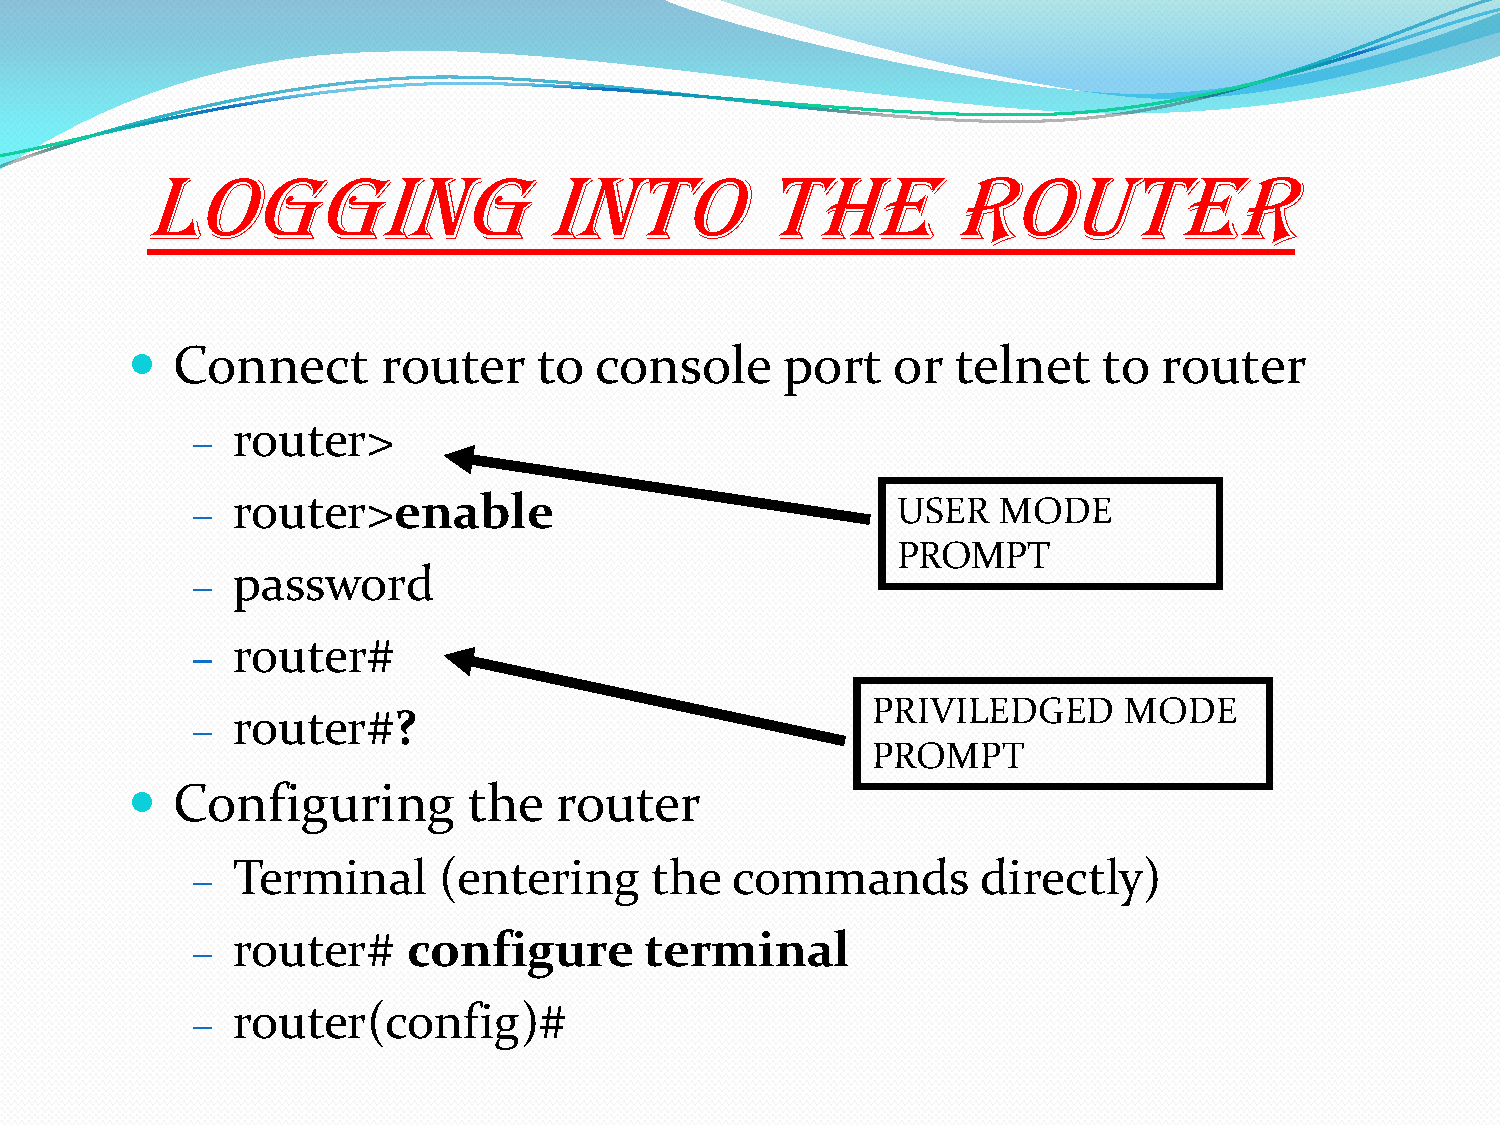 LOGGING INTO THE ROUTER
• Connect router to console port or telnet to router
– router>
– router>enable
– password
– router#
– router#?
USER MODE
PROMPT
PRIVILEDGED MODE
PROMPT
• Configuring the router
– Terminal (entering the commands directly)
– router# configure terminal
– router(config)#